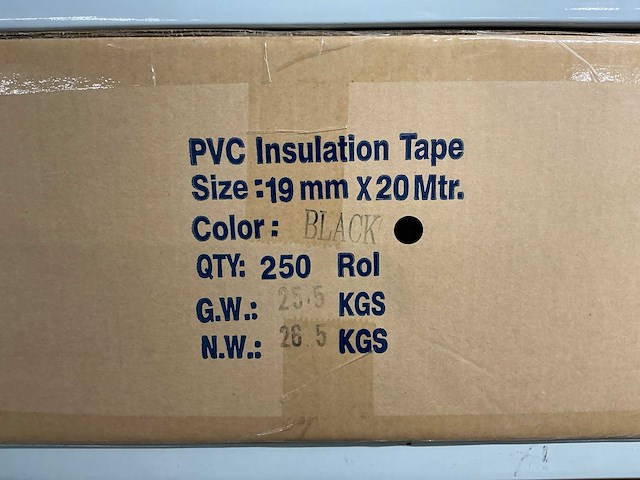 PVC Insulation Tape
Size : 19 mm X 20 Mtr.
Color : BLACK
QTY: 250 Rol
G.W.: 25.5 KGS
N.W.: 26.5 KGS